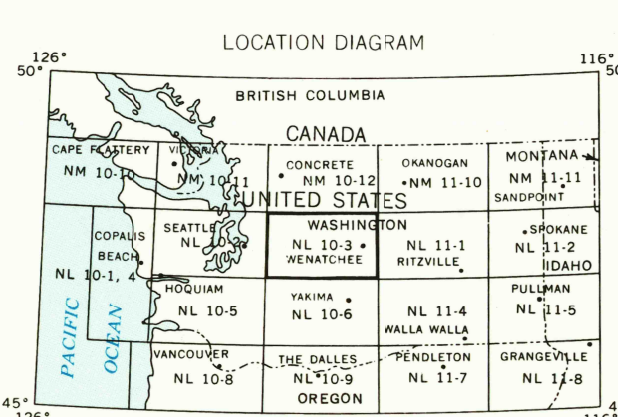 LOCATION DIAGRAM
126°
116°
50°
50
BRITISH COLUMBIA
CANADA
CAPE FLATTERY
NM 10-10
VICTORIA
NM 10-11
CONCRETE
NM 10-12
OKANOGAN
NM 11-10
MONTANA
NM 11-11
SANDPOINT
UNITED STATES
WASHINGTON
COPALIS
BEACH
NL 10-1, 4
SEATTLE
NL 10-2
NL 10-3
WENATCHEE
NL 11-1
RITZVILLE
SPOKANE
NL 11-2
IDAHO
HOQUIAM
NL 10-5
YAKIMA
NL 10-6
NL 11-4
WALLA WALLA
PULLMAN
NL 11-5
PACIFIC
OCEAN
VANCOUVER
NL 10-8
THE DALLES
NL 10-9
OREGON
PENDLETON
NL 11-7
GRANGEVILLE
NL 11-8
45°
126°